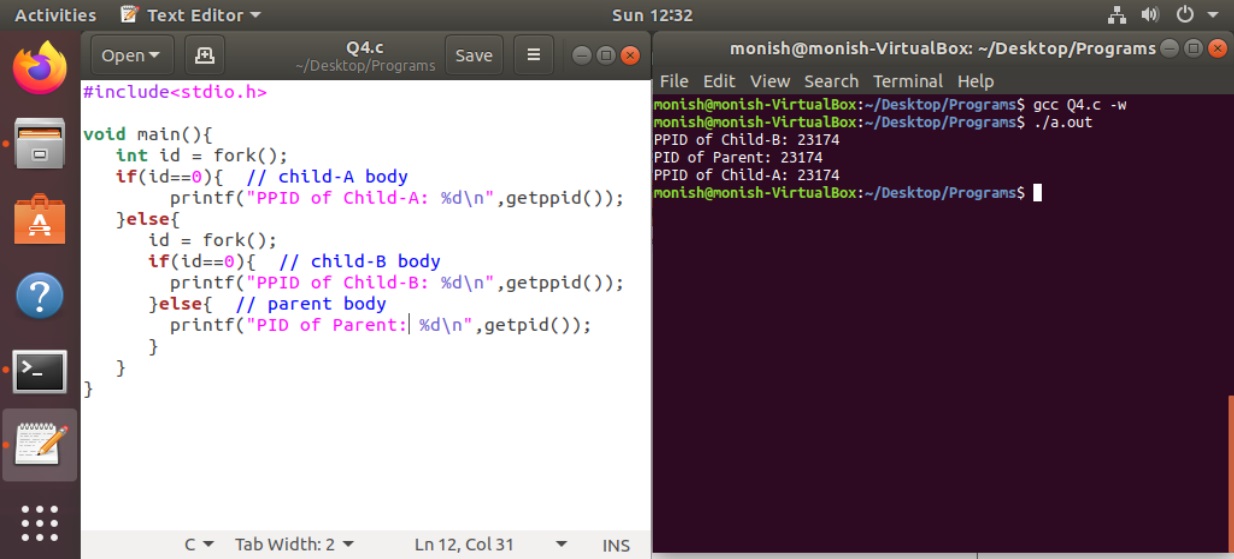 Activities Text Editor Sun 12:32
Open Q4.c Save
~/Desktop/Programs
#include<stdio.h>
void main(){
int id = fork();
if(id==0){ // child-A body
printf("PPID of Child-A: %d\n",getppid());
}else{
id = fork();
if(id==0){ // child-B body
printf("PPID of Child-B: %d\n",getppid());
}else{ // parent body
printf("PID of Parent: %d\n",getpid());
}
}
}
C Tab Width: 2 Ln 12, Col 31 INS
monish@monish-VirtualBox: ~/Desktop/Programs
File Edit View Search Terminal Help
monish@monish-VirtualBox:~/Desktop/Programs$ gcc Q4.c -w
monish@monish-VirtualBox:~/Desktop/Programs$ ./a.out
PPID of Child-B: 23174
PID of Parent: 23174
PPID of Child-A: 23174
monish@monish-VirtualBox:~/Desktop/Programs$